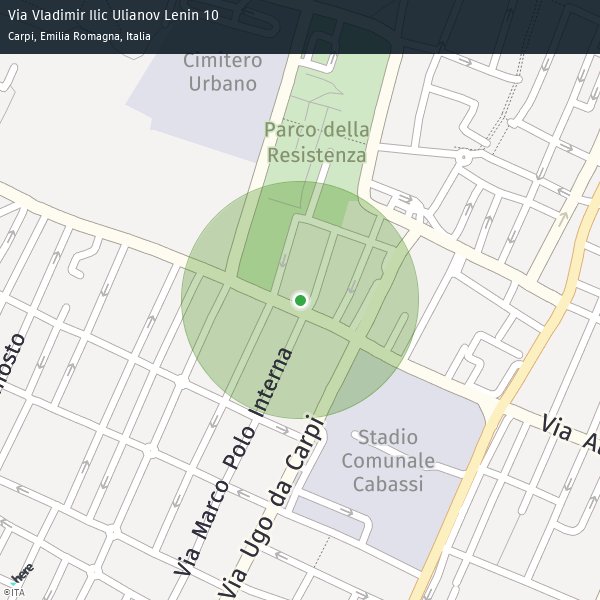 Via Vladimir Ilic Ulianov Lenin 10
Carpi, Emilia Romagna, Italia
Cimitero
Urbano
Parco della
Resistenza
Via Marco Polo Interna
Via Ugo da Carpi
Stadio
Comunale
Cabassi
Via
here
©ITA